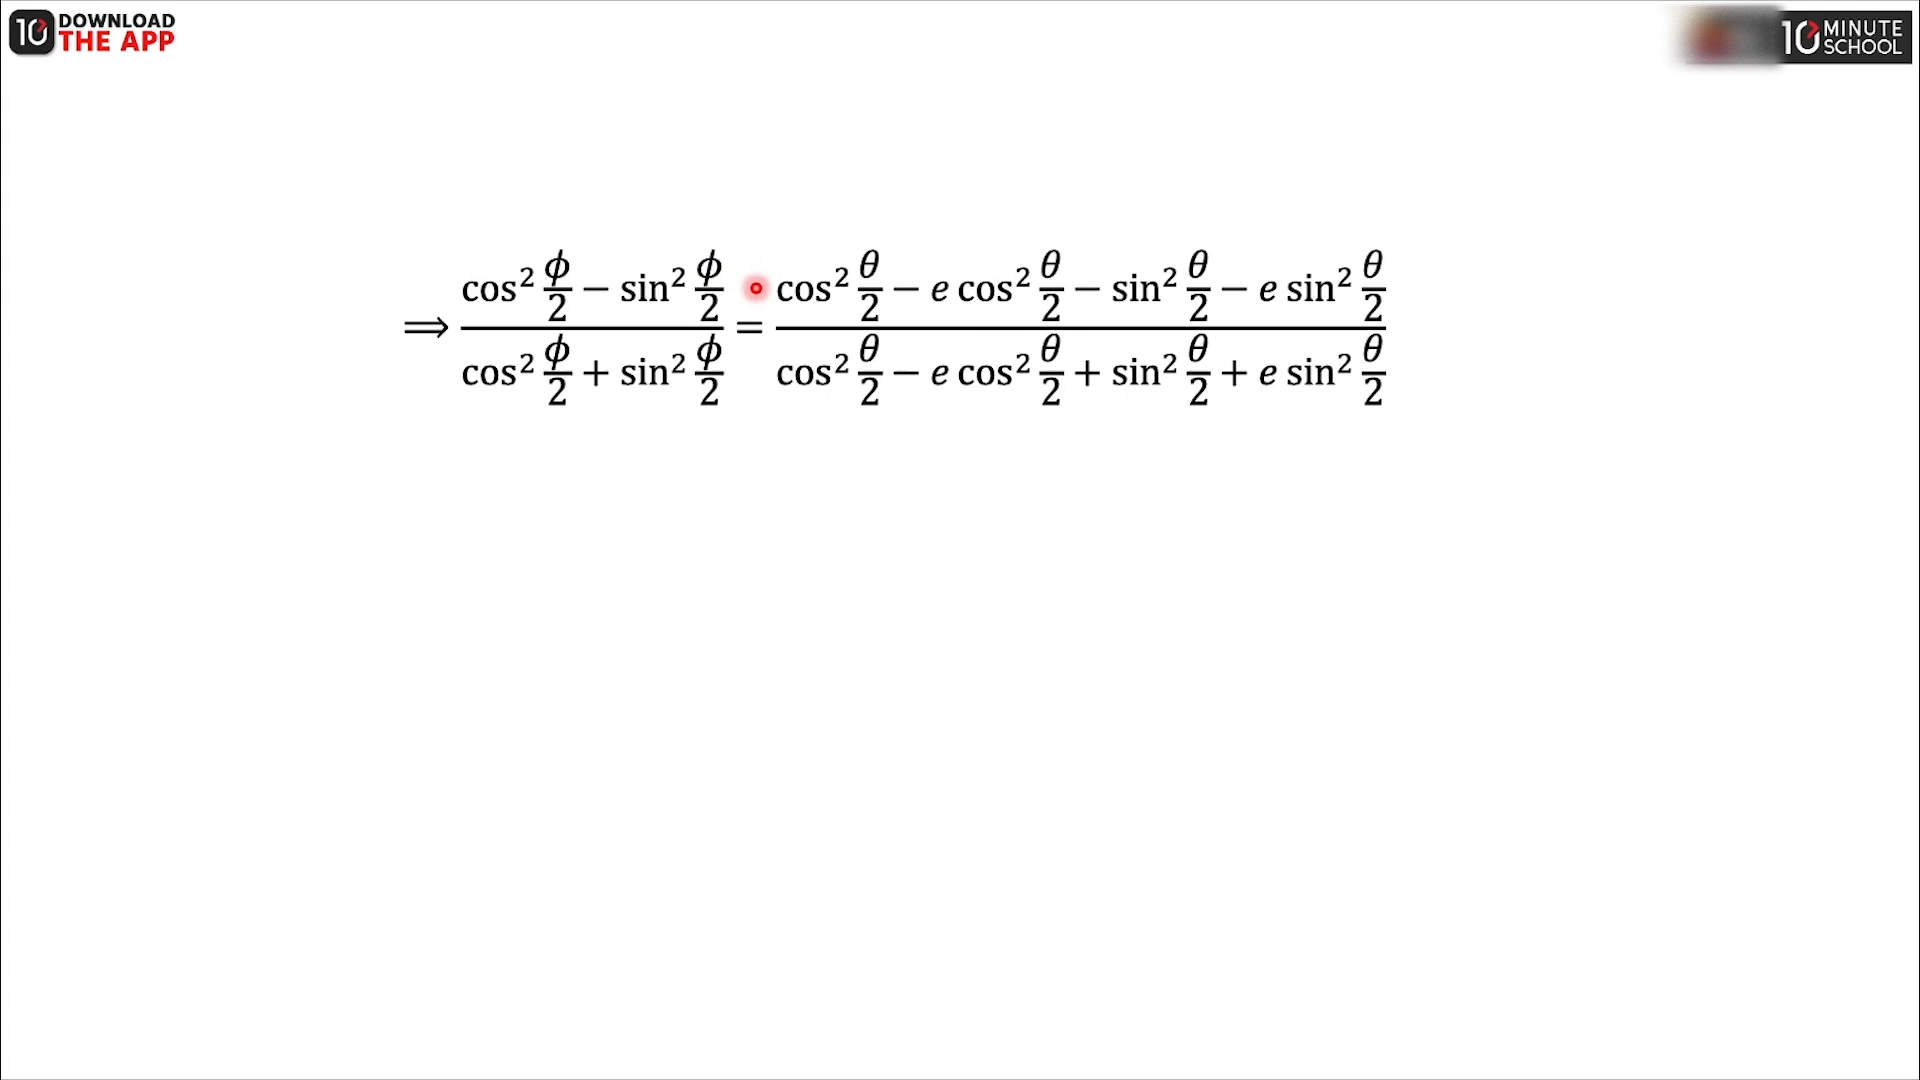 10 DOWNLOAD THE APP
10 MINUTE SCHOOL
⟹ (cos² ϕ/2 − sin² ϕ/2)/(cos² ϕ/2 + sin² ϕ/2) = (cos² θ/2 − e cos² θ/2 − sin² θ/2 − e sin² θ/2)/(cos² θ/2 − e cos² θ/2 + sin² θ/2 + e sin² θ/2)